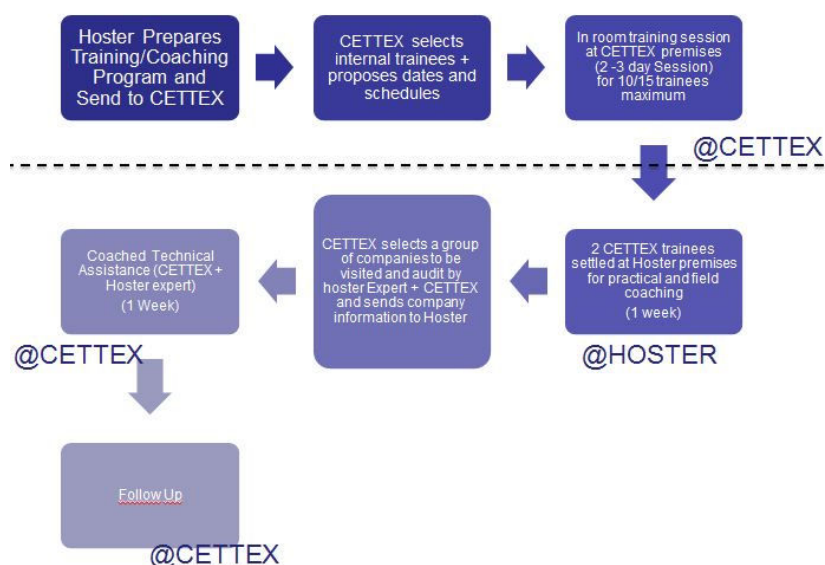 Hoster Prepares
Training/Coaching
Program and
Send to CETTEX
CETTEX selects
internal trainees +
proposes dates and
schedules
In room training session
at CETTEX premises
(2 -3 day Session)
for 10/15 trainees
maximum
@CETTEX
2 CETTEX trainees
settled at Hoster premises
for practical and field
coaching
(1 week)
@HOSTER
CETTEX selects a group
of companies to be
visited and audit by
hoster Expert + CETTEX
and sends company
information to Hoster
Coached Technical
Assistance (CETTEX +
Hoster expert)
(1 Week)
@CETTEX
Follow Up
@CETTEX